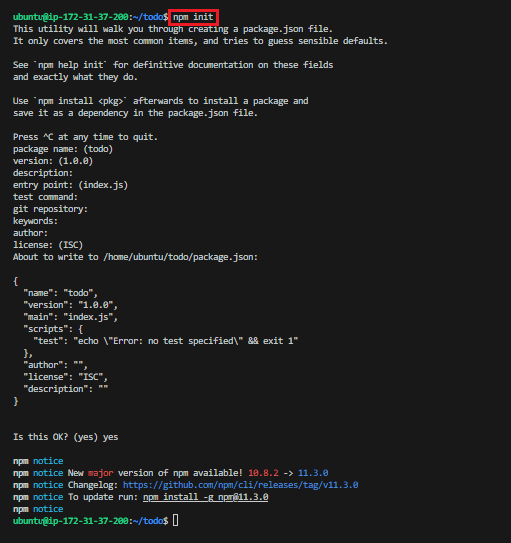 ubuntu@ip-172-31-37-200:~/todo$ npm init
This utility will walk you through creating a package.json file.
It only covers the most common items, and tries to guess sensible defaults.
See `npm help init` for definitive documentation on these fields
and exactly what they do.
Use `npm install <pkg>` afterwards to install a package and
save it as a dependency in the package.json file.
Press ^C at any time to quit.
package name: (todo)
version: (1.0.0)
description:
entry point: (index.js)
test command:
git repository:
keywords:
author:
license: (ISC)
About to write to /home/ubuntu/todo/package.json:
{
  "name": "todo",
  "version": "1.0.0",
  "main": "index.js",
  "scripts": {
    "test": "echo \"Error: no test specified\" && exit 1"
  },
  "author": "",
  "license": "ISC",
  "description": ""
}
Is this OK? (yes) yes
npm notice
npm notice New major version of npm available! 10.8.2 -> 11.3.0
npm notice Changelog: https://github.com/npm/cli/releases/tag/v11.3.0
npm notice To update run: npm install -g npm@11.3.0
npm notice
ubuntu@ip-172-31-37-200:~/todo$